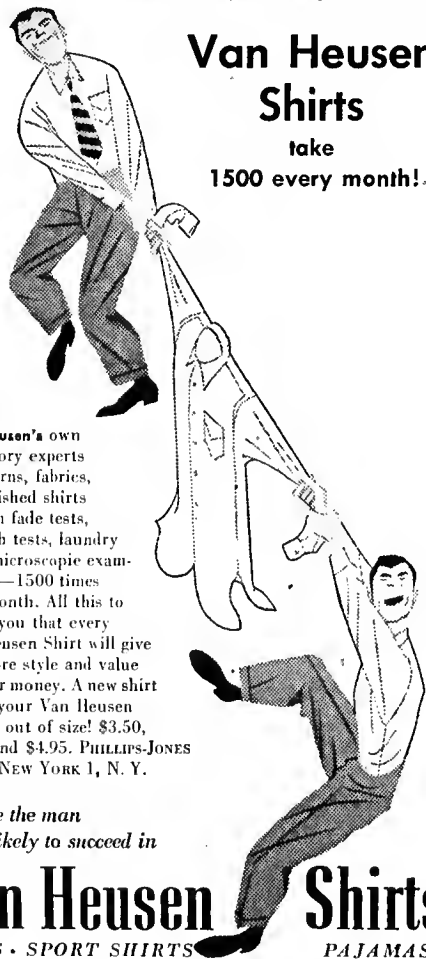 Van Heusen
Shirts
take
1500 every month!
usen's own
ory experts
rns, fabrics,
ished shirts
fade tests,
h tests, laundry
microscopic exam-
—1500 times
onth. All this to
you that every
eusen Shirt will give
re style and value
r money. A new shirt
your Van Heusen
out of size! $3.50,
nd $4.95. PHILLIPS-JONES
NEW YORK 1, N. Y.
e the man
ikely to succeed in
n Heusen Shirts
S • SPORT SHIRTS PAJAMAS